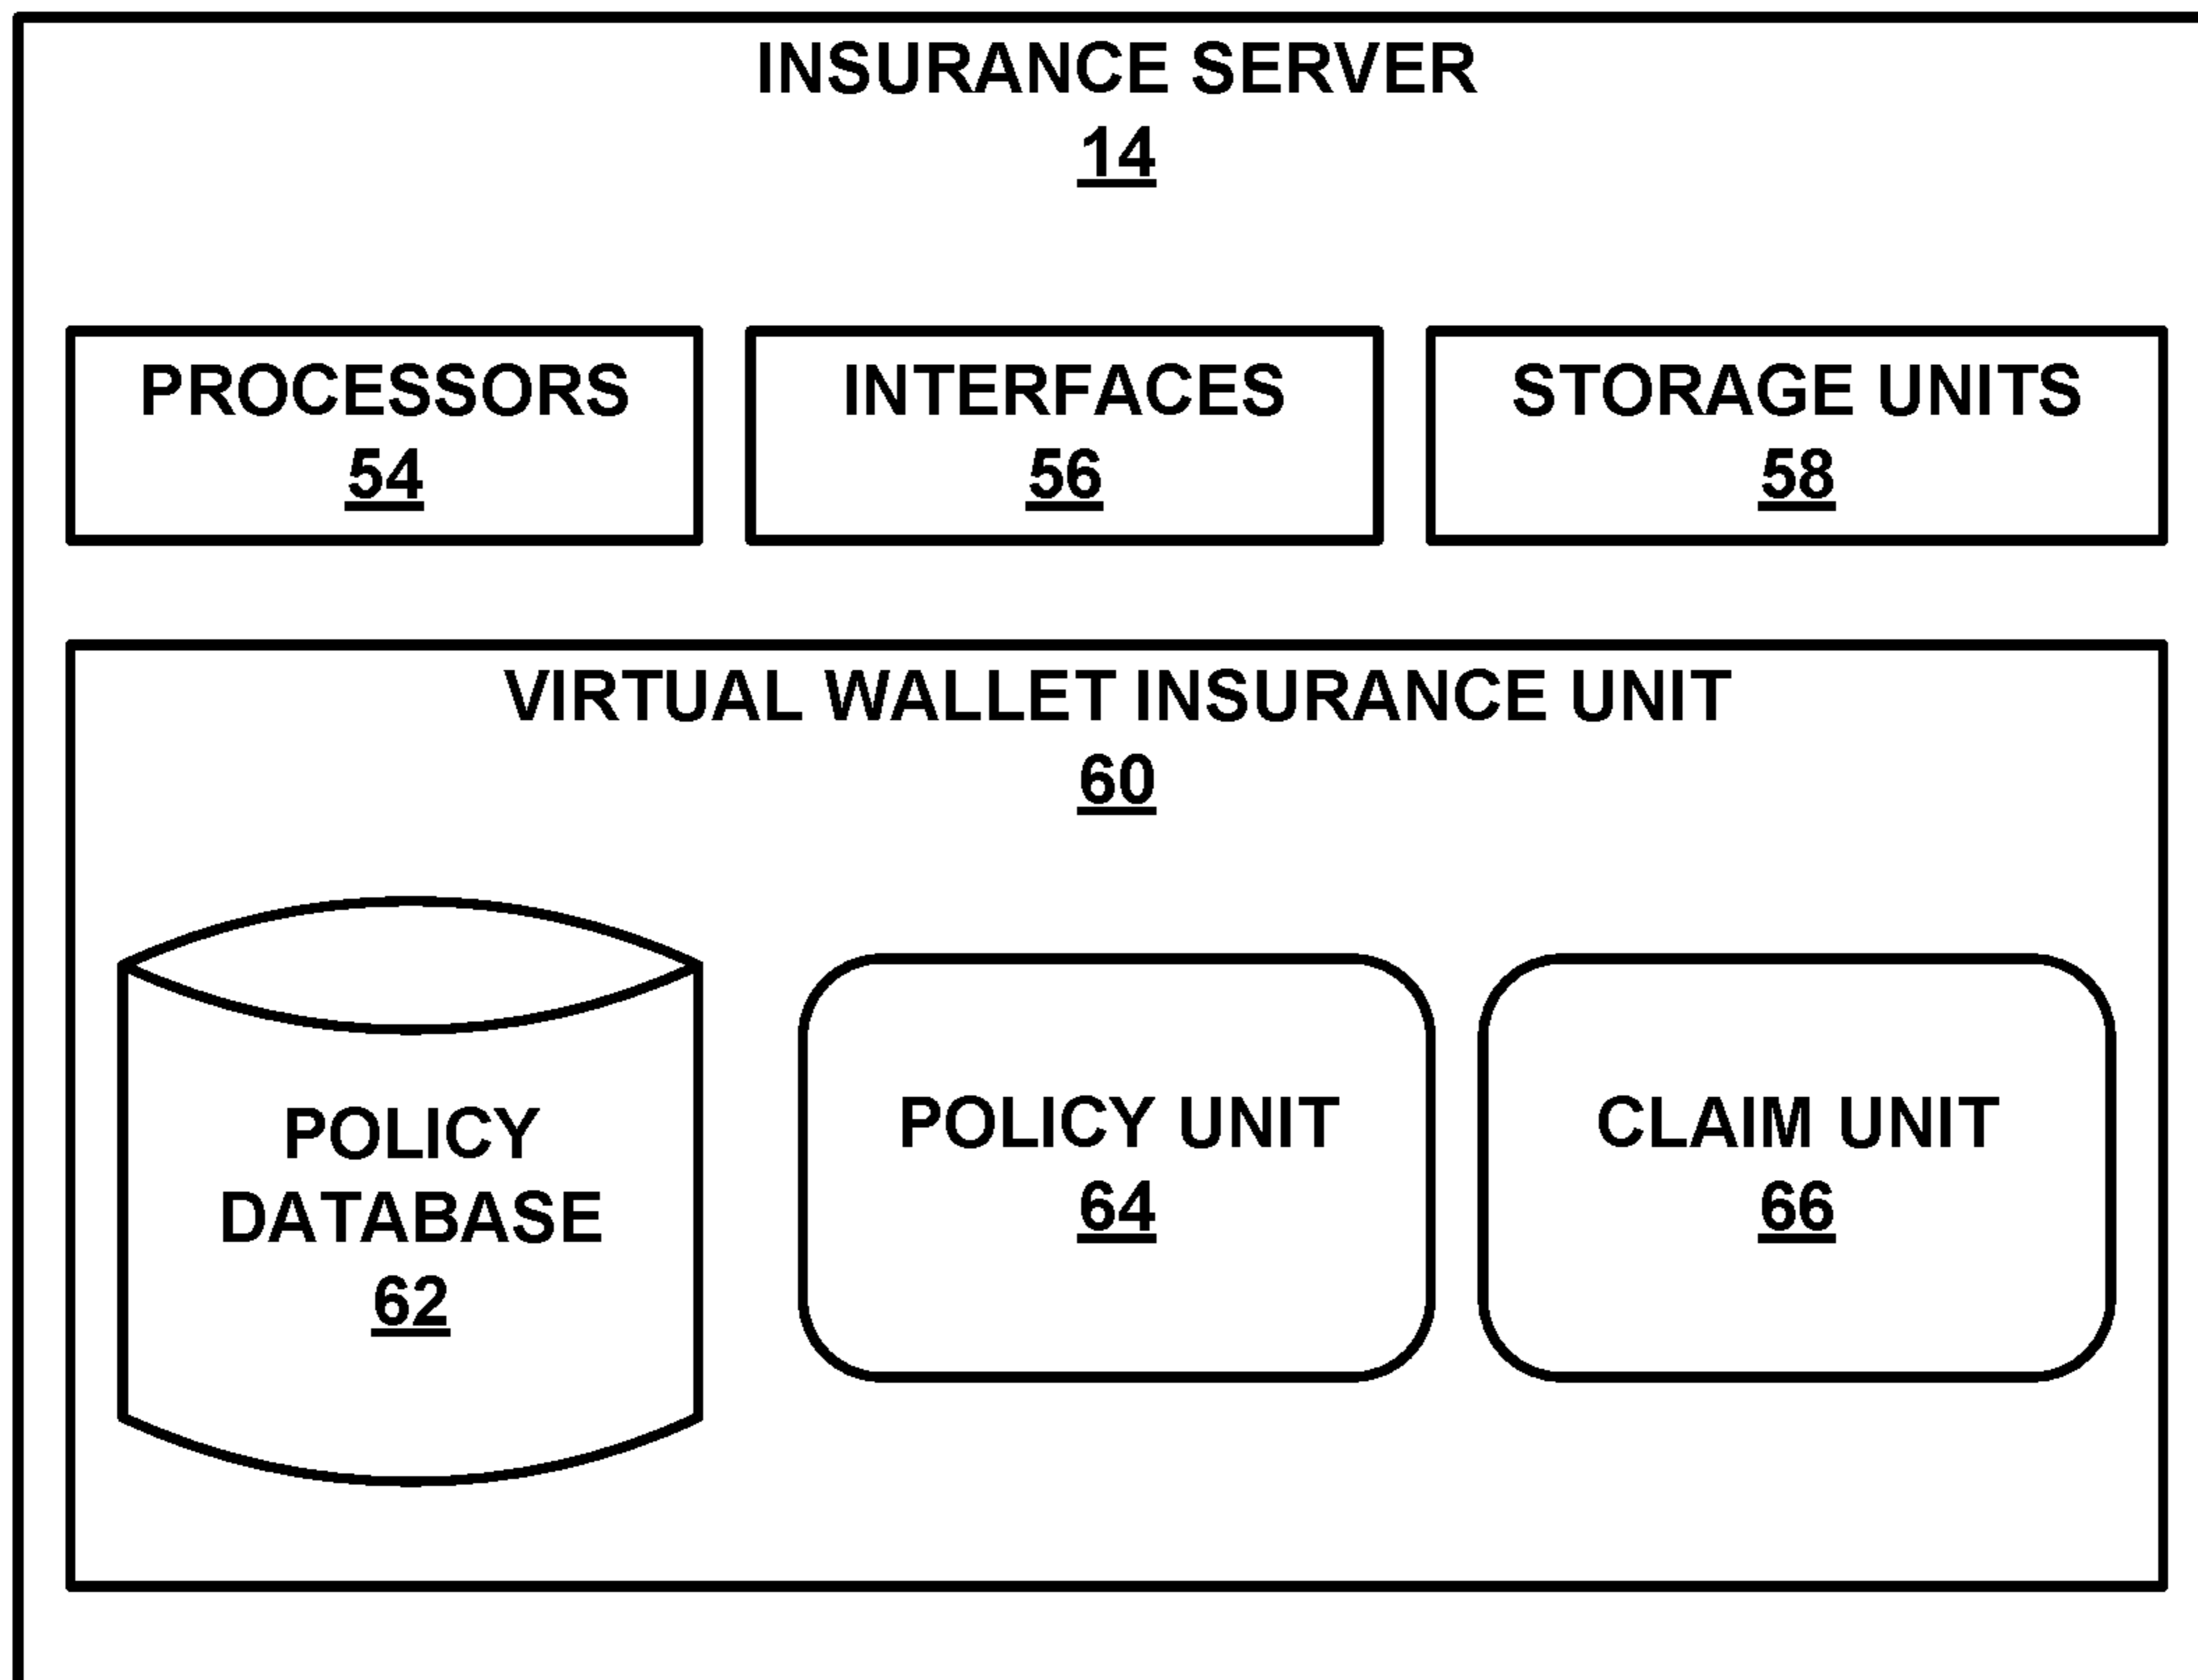 INSURANCE SERVER
14
PROCESSORS
54
INTERFACES
56
STORAGE UNITS
58
VIRTUAL WALLET INSURANCE UNIT
60
POLICY
DATABASE
62
POLICY UNIT
64
CLAIM UNIT
66